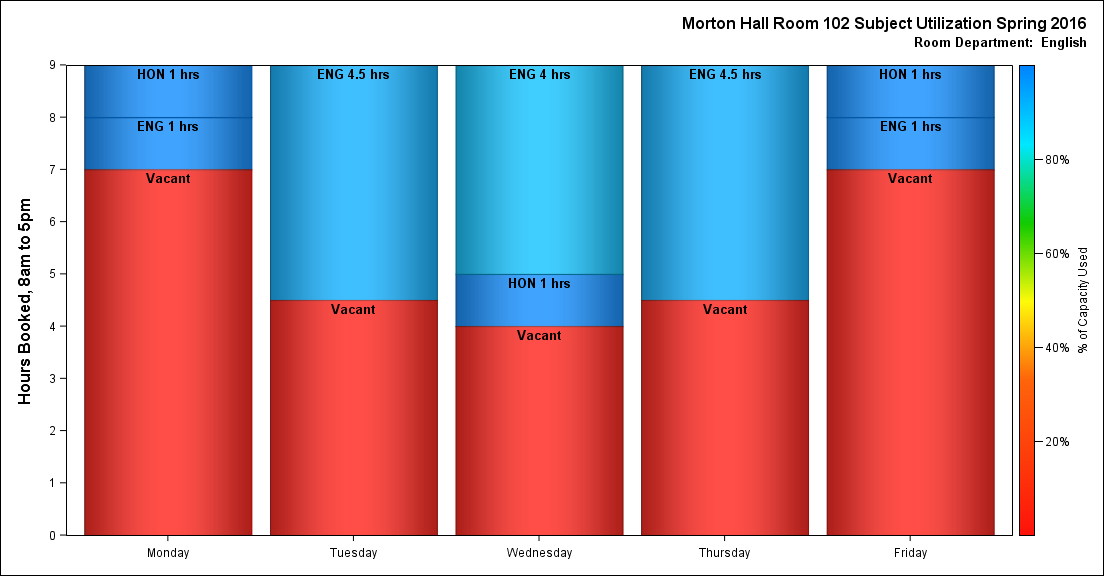 Morton Hall Room 102 Subject Utilization Spring 2016
Room Department: English
Hours Booked, 8am to 5pm
9
8
7
6
5
4
3
2
1
0
HON 1 hrs
ENG 1 hrs
Vacant
ENG 4.5 hrs
Vacant
ENG 4 hrs
HON 1 hrs
Vacant
ENG 4.5 hrs
Vacant
HON 1 hrs
ENG 1 hrs
Vacant
Monday
Tuesday
Wednesday
Thursday
Friday
80%
60%
40%
20%
% of Capacity Used